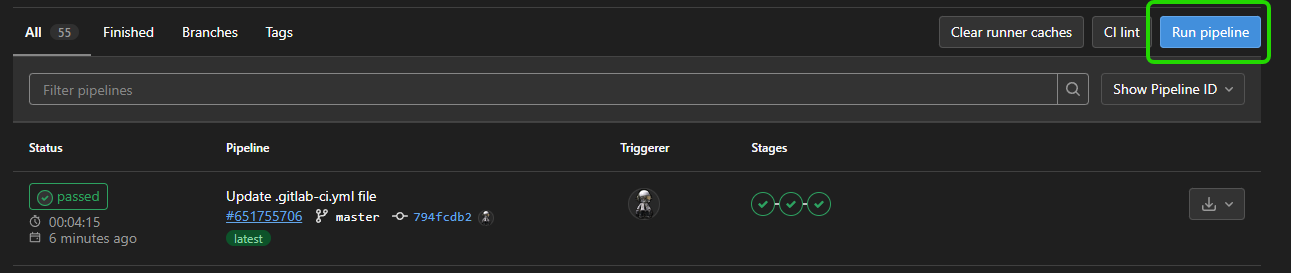 All 55 Finished Branches Tags Clear runner caches CI lint Run pipeline
Filter pipelines Show Pipeline ID
Status Pipeline Triggerer Stages
passed Update .gitlab-ci.yml file
00:04:15 #651755706 master 794fcdb2
6 minutes ago latest